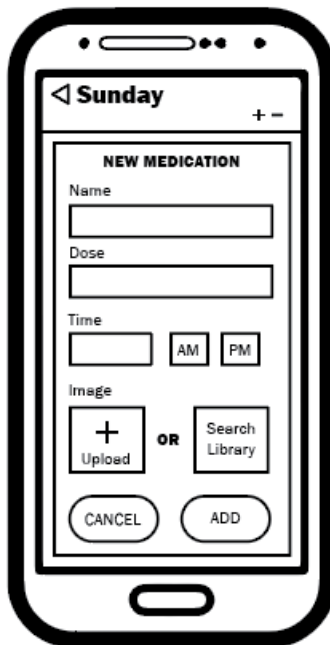 Sunday
+ -
NEW MEDICATION
Name
Dose
Time
AM PM
Image
+
Upload
OR
Search
Library
CANCEL ADD